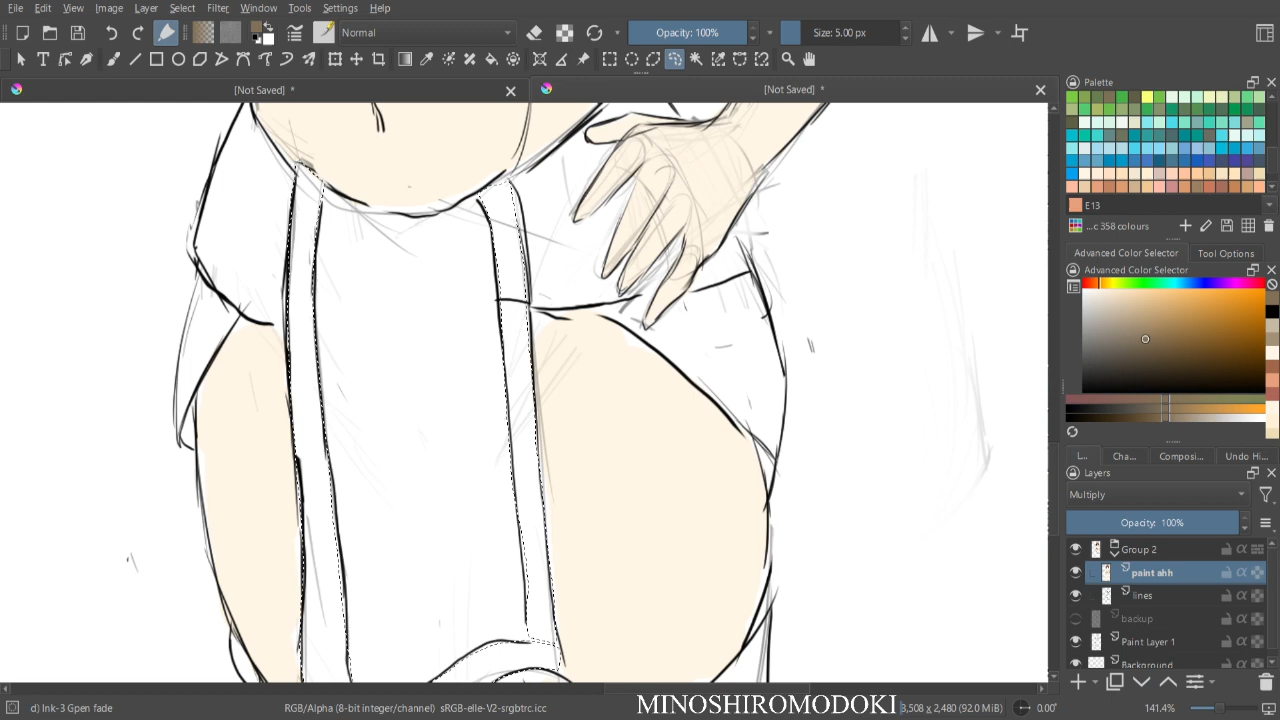 File Edit View Image Layer Select Filter Tools Window Settings Help
Normal Opacity: 100% Size: 5.00 px
[Not Saved] * [Not Saved] *
Palette
E13
...c 358 colours
Advanced Color Selector Tool Options
Advanced Color Selector
L... Cha... Composi... Undo Hi...
Layers
Multiply
Opacity: 100%
Group 2
paint ahh
lines
backup
Paint Layer 1
Background
d) Ink-3 Gpen fade RGB/Alpha (8-bit integer/channel) sRGB-elle-V2-srgbtrc.icc MINOSHIROMODOKI 3,508 x 2,480 (92.0 MiB) 0.00° 141.4%